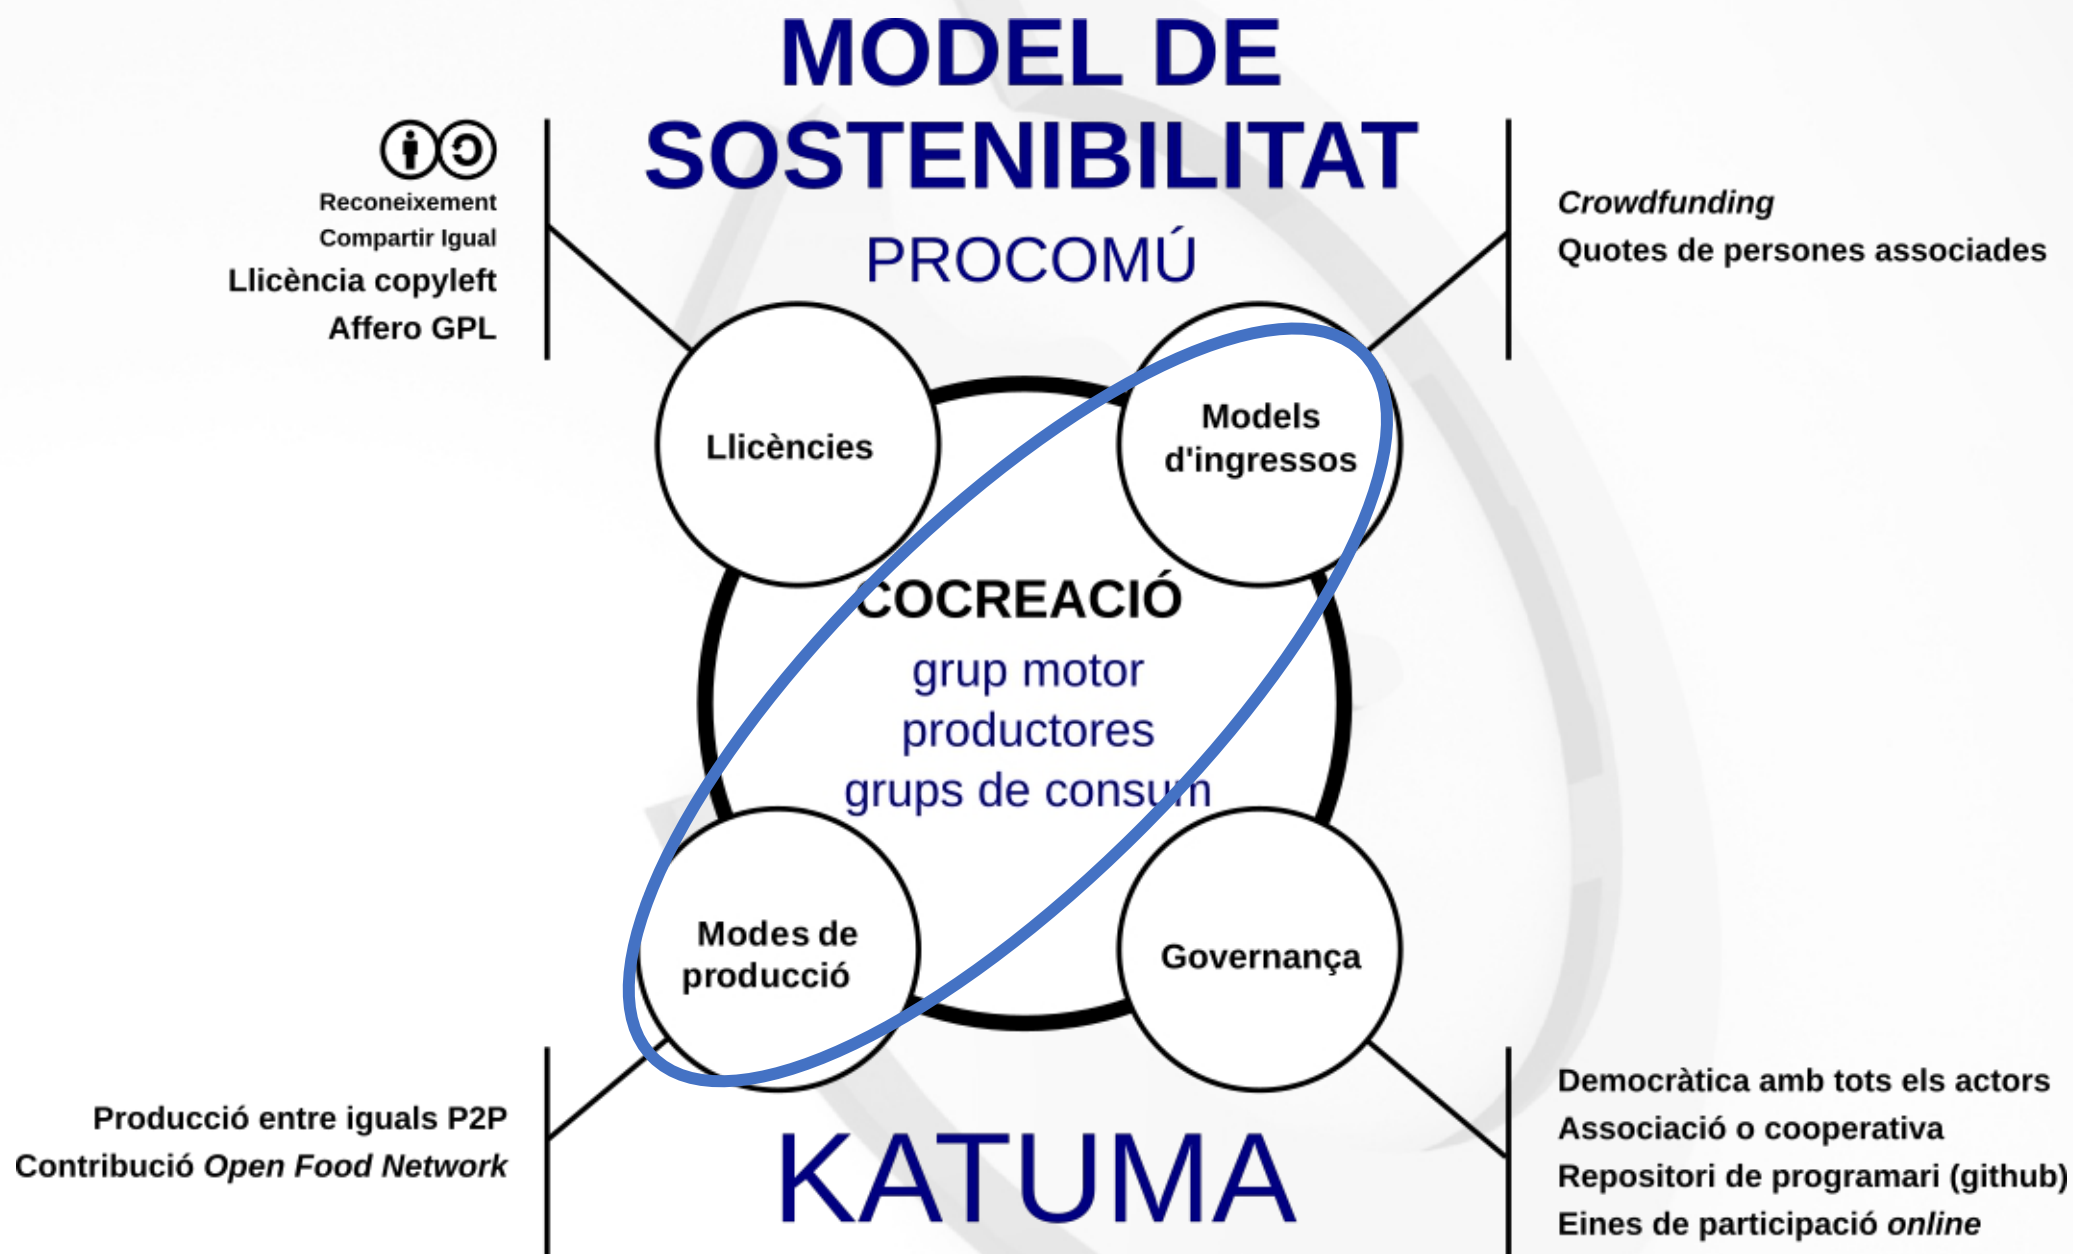 MODEL DE
SOSTENIBILITAT
PROCOMÚ
Reconeixement
Compartir Igual
Llicència copyleft
Affero GPL
Crowdfunding
Quotes de persones associades
Llicències
Models
d'ingressos
COCREACIÓ
grup motor
productores
grups de consum
Modes de
producció
Governança
Producció entre iguals P2P
Contribució Open Food Network
KATUMA
Democràtica amb tots els actors
Associació o cooperativa
Repositori de programari (github)
Eines de participació online